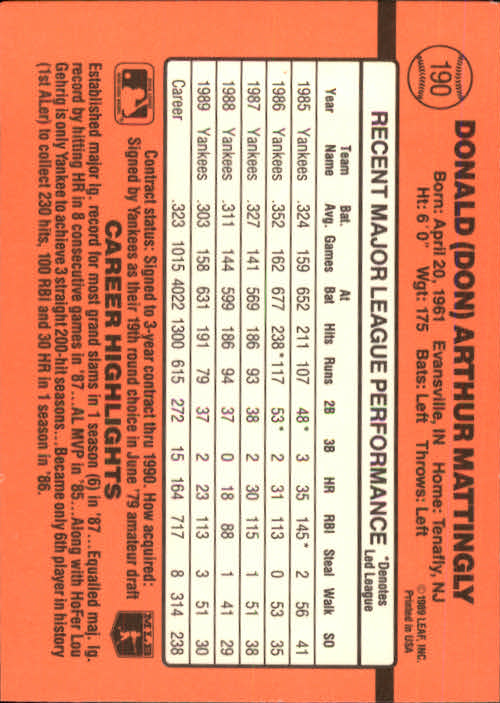 190
DONALD (DON) ARTHUR MATTINGLY
Born: April 20, 1961 Evansville, IN Home: Tenafly, NJ
Ht: 6'0" Wgt: 175 Bats: Left Throws: Left
©1989 LEAF, INC.
Printed in USA
RECENT MAJOR LEAGUE PERFORMANCE *Denotes Led League
Year Team Name Bat. Avg. Games At Bat Hits Runs 2B 3B HR RBI Steal Walk SO
1985 Yankees .324 159 652 211 107 48* 3 35 145* 2 56 41
1986 Yankees .352 162 677 238* 117 53* 2 31 113 0 53 35
1987 Yankees .327 141 569 186 93 38 2 30 115 1 51 38
1988 Yankees .311 144 599 186 94 37 0 18 88 1 41 29
1989 Yankees .303 158 631 191 79 37 2 23 113 3 51 30
Career .323 1015 4022 1300 615 272 15 164 717 8 314 238
Contract status: Signed to 3-year contract thru 1990. How acquired:
Signed by Yankees as their 19th round choice in June '79 amateur draft
MLB
CAREER HIGHLIGHTS
Established major lg. record for most grand slams in 1 season (6) in '87...Equalled maj. lg.
record by hitting HR in 8 consecutive games in '87...AL MVP in '85...Along with HoFer Lou
Gehrig is only Yankee to achieve 3 straight 200-hit seasons...Became only 6th player in history
(1st ALer) to collect 230 hits, 100 RBI and 30 HR in 1 season in '86.